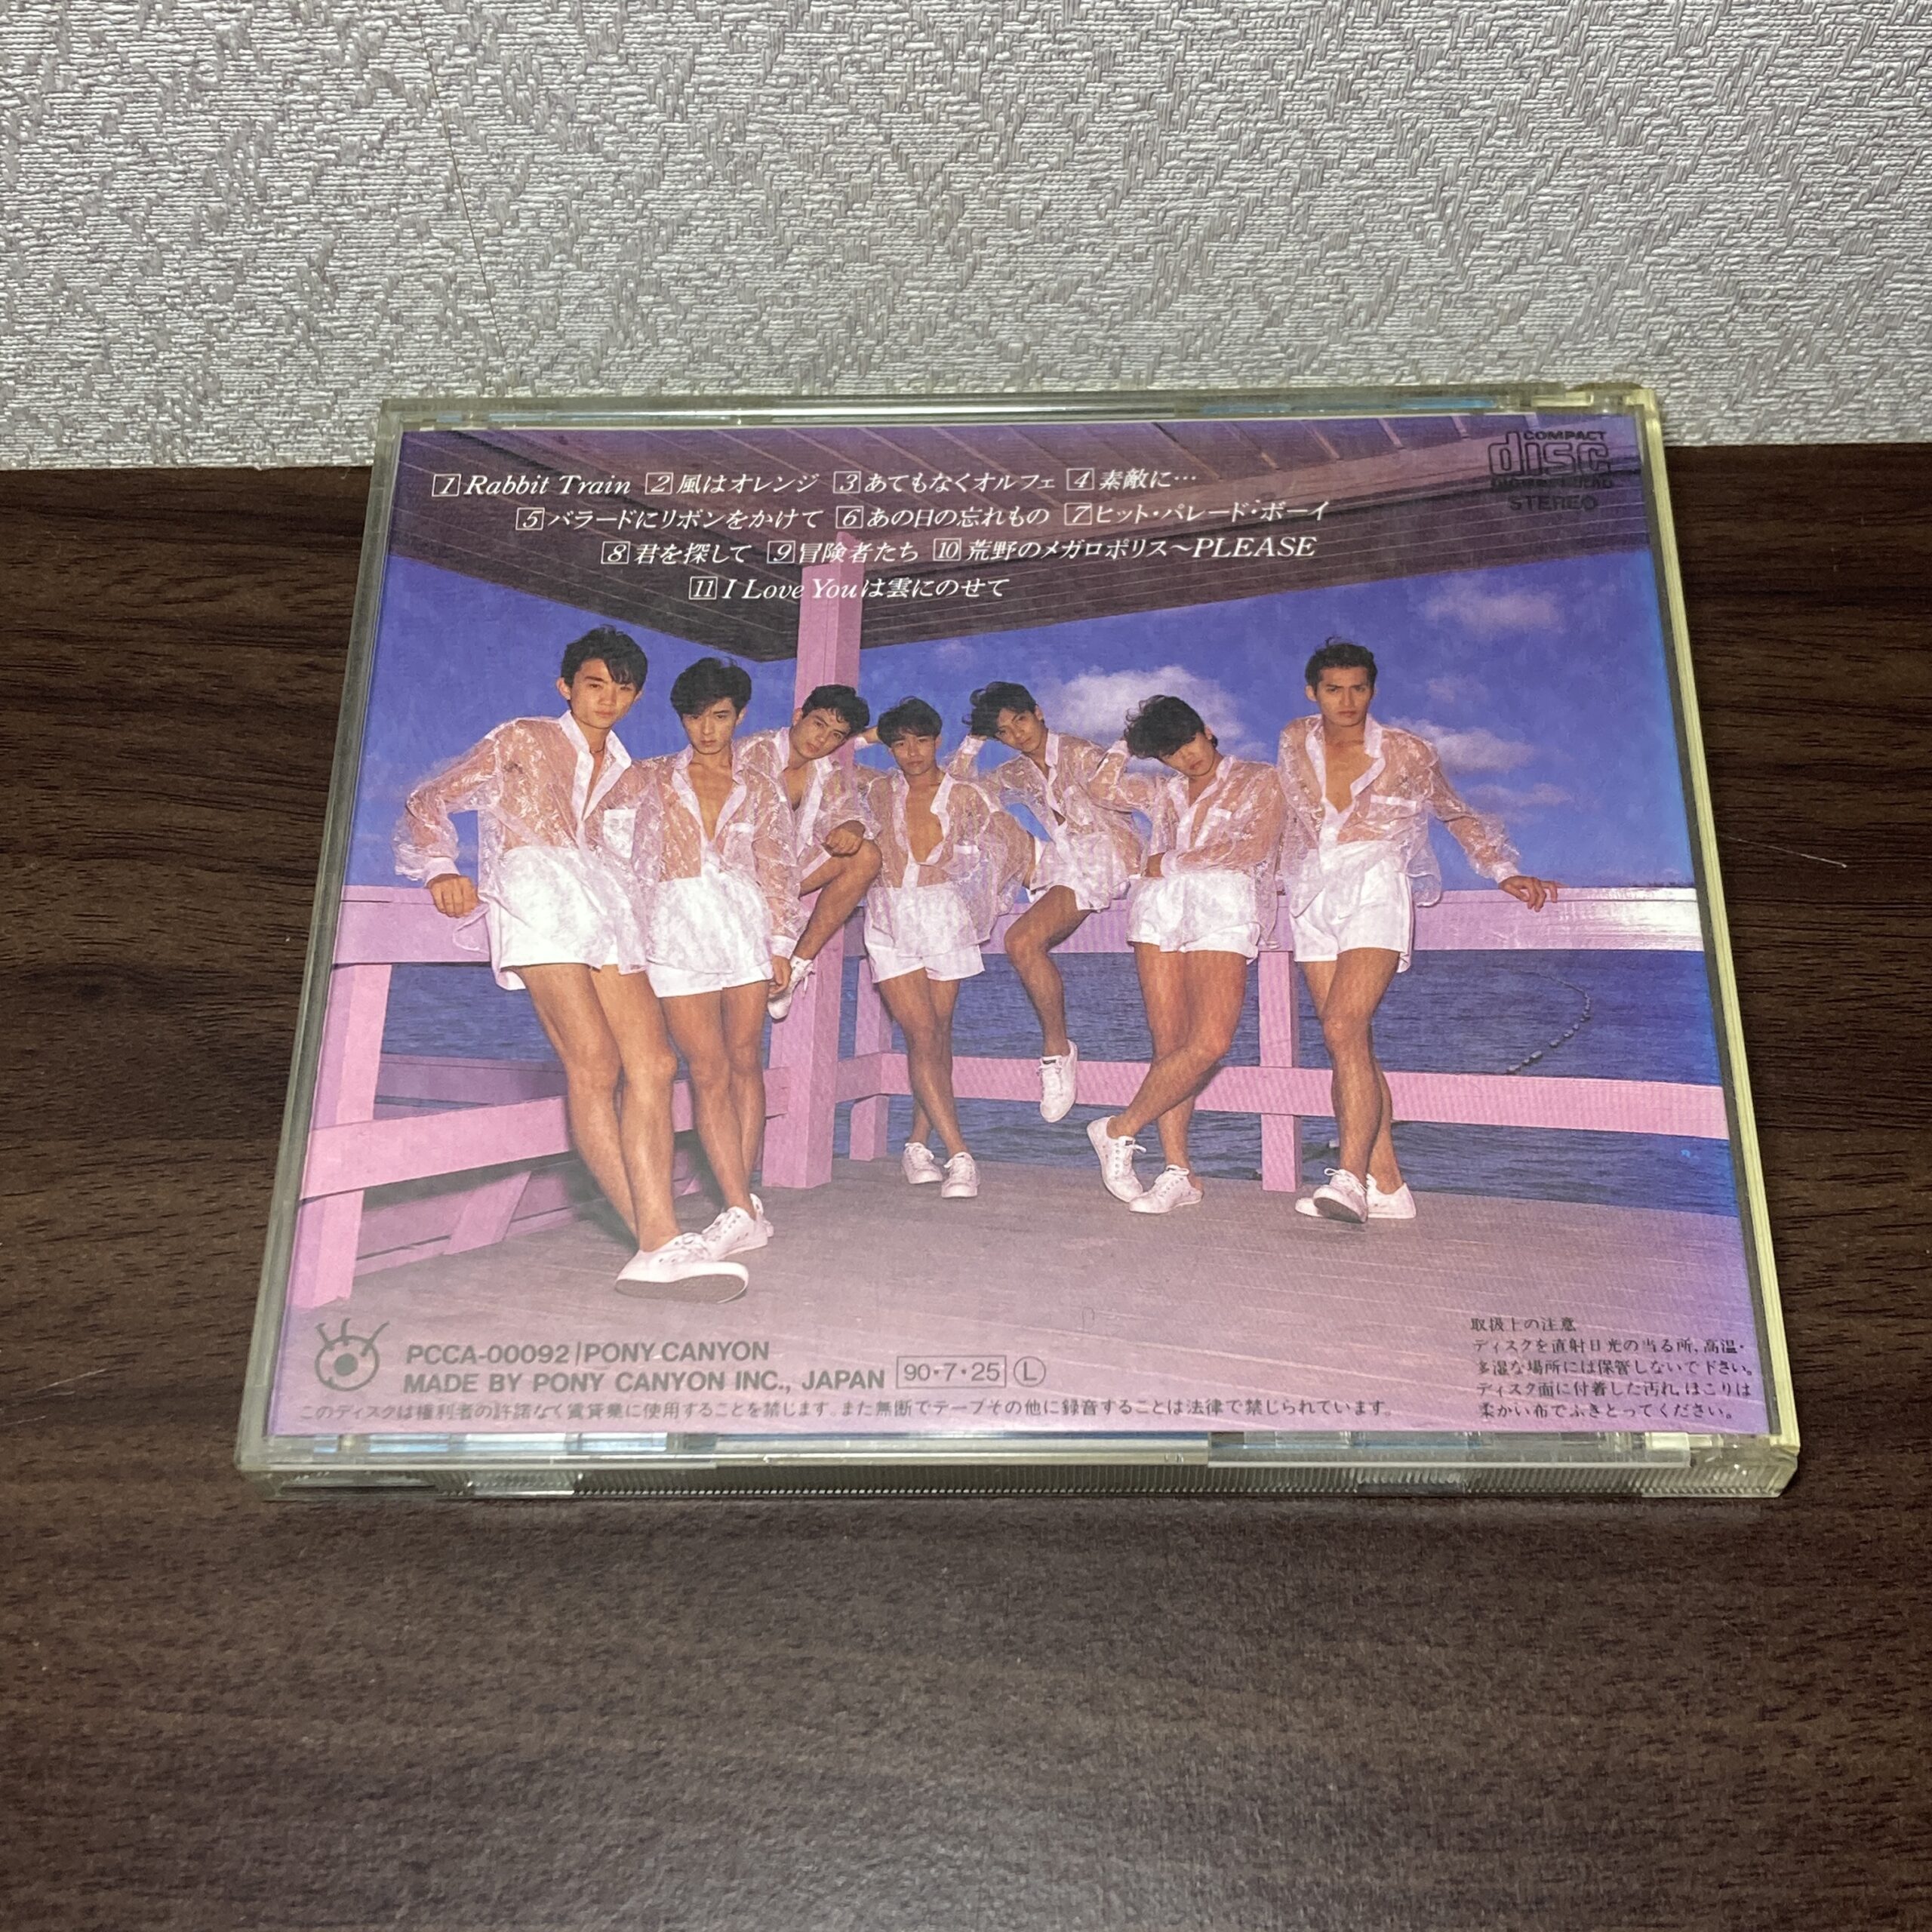 1 Rabbit Train 2 風はオレンジ 3 あてもなくオルフェ 4 素敵に…
5 バラードにリボンをかけて 6 あの日の忘れもの 7 ヒット・パレード・ボーイ
8 君を探して 9 冒険者たち 10 荒野のメガロポリス〜PLEASE
11 I Love Youは雲にのせて
COMPACT
disc
DIGITAL AUDIO
STEREO
PCCA-00092/PONY CANYON
MADE BY PONY CANYON INC., JAPAN 90・7・25 L
このディスクは権利者の許諾なく賃貸業に使用することを禁じます。また無断でテープその他に録音することは法律で禁じられています。
取扱上の注意
ディスクを直射日光の当る所、高温・
多湿な場所には保管しないで下さい。
ディスク面に付着した汚れ、ほこりは
柔かい布でふきとってください。